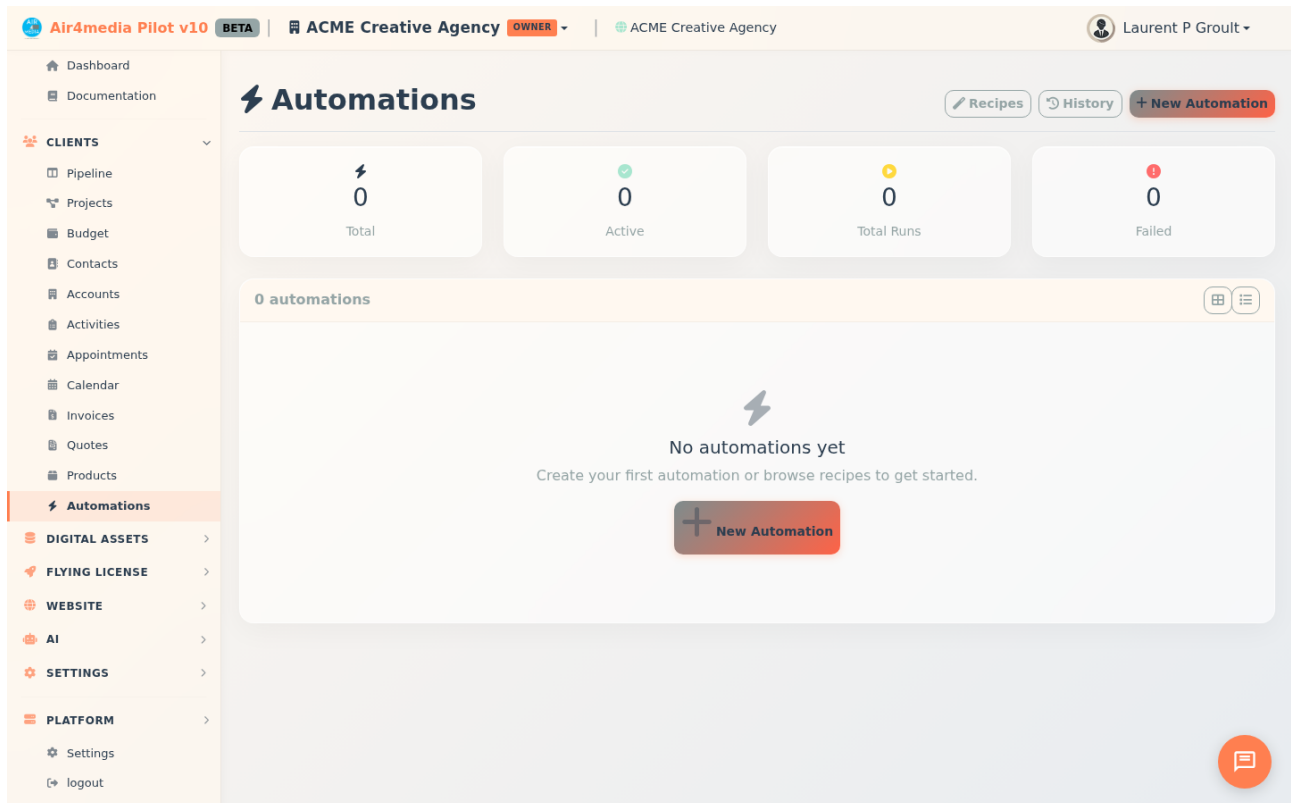 Air4media Pilot v10 BETA | ACME Creative Agency OWNER | ACME Creative Agency Laurent P Groult
Dashboard
Documentation
CLIENTS
Pipeline
Projects
Budget
Contacts
Accounts
Activities
Appointments
Calendar
Invoices
Quotes
Products
Automations
DIGITAL ASSETS
FLYING LICENSE
WEBSITE
AI
SETTINGS
PLATFORM
Settings
logout
Automations
Recipes History New Automation
0 0 0 0
Total Active Total Runs Failed
0 automations
No automations yet
Create your first automation or browse recipes to get started.
New Automation